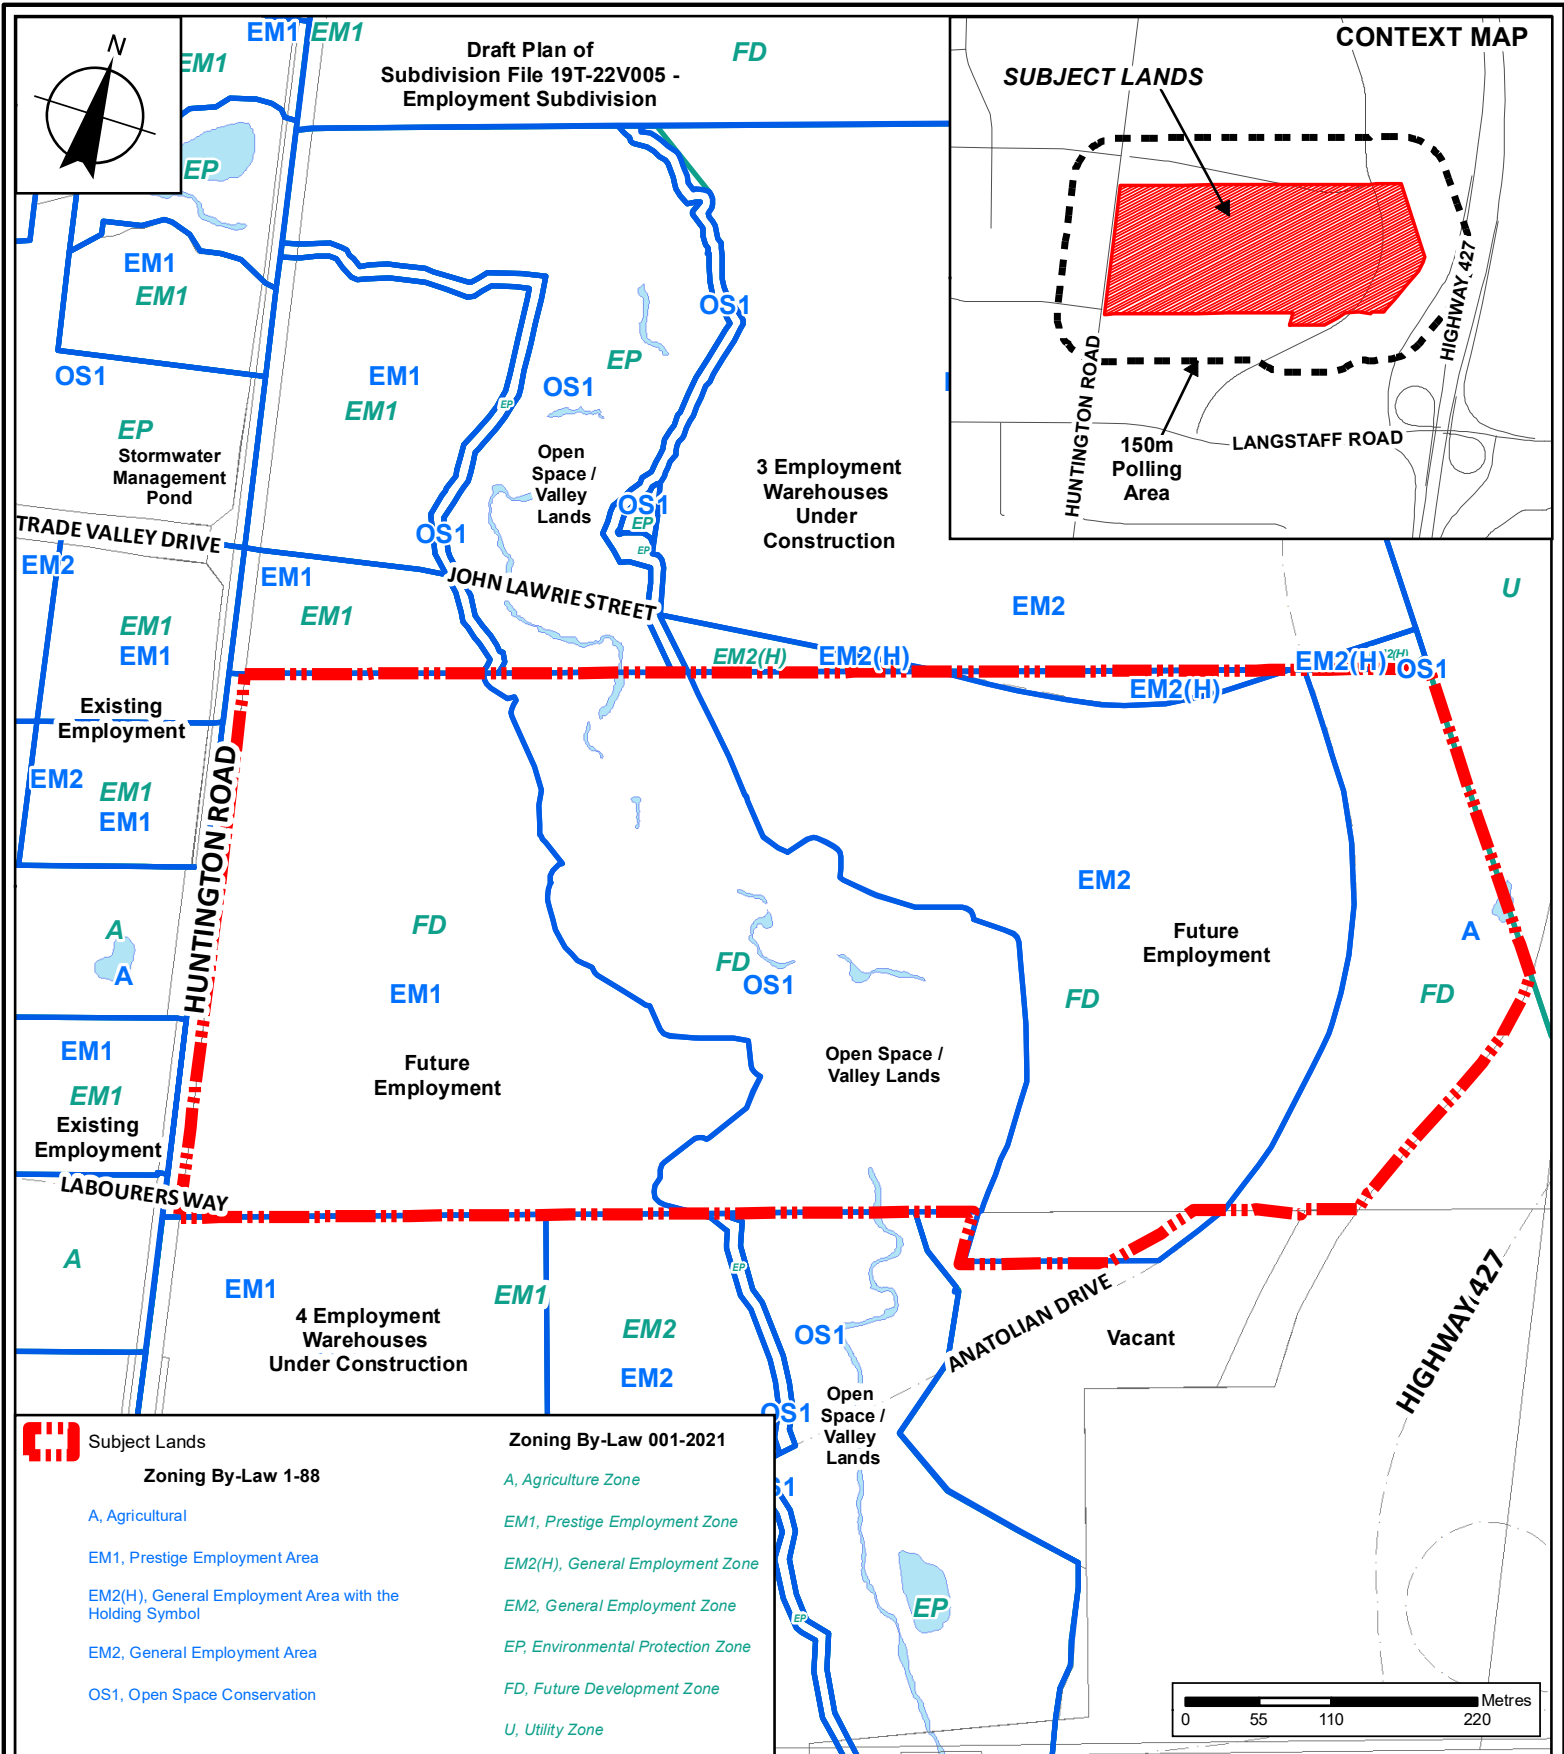 N
EM1
EM1
EM1
Draft Plan of
Subdivision File 19T-22V005 -
Employment Subdivision
FD
CONTEXT MAP
SUBJECT LANDS
HIGHWAY 427
HUNTINGTON ROAD
LANGSTAFF ROAD
150m
Polling
Area
EP
EM1
EM1
OS1
EP
Stormwater
Management
Pond
EM1
EM1
EP
OS1
EP
OS1
Open
Space /
Valley
Lands
OS1
EP
EP
OS1
3 Employment
Warehouses
Under
Construction
TRADE VALLEY DRIVE
JOHN LAWRIE STREET
EM2
EM1
EM1
EM1
EM1
EM2
U
EM2(H)
EM2(H)
EM2(H)
EM2(H)
OS1
Existing
Employment
EM2
EM1
EM1
HUNTINGTON ROAD
A
A
FD
EM1
Future
Employment
FD
OS1
Open Space /
Valley Lands
EM2
Future
Employment
FD
A
FD
EM1
EM1
Existing
Employment
LABOURERS WAY
A
EM1
4 Employment
Warehouses
Under Construction
EM1
EM2
EM2
EP
OS1
OS1
Open
Space /
Valley
Lands
ANATOLIAN DRIVE
Vacant
HIGHWAY 427
EP
EP
Subject Lands
Zoning By-Law 1-88
A, Agricultural
EM1, Prestige Employment Area
EM2(H), General Employment Area with the
Holding Symbol
EM2, General Employment Area
OS1, Open Space Conservation
Zoning By-Law 001-2021
A, Agriculture Zone
EM1, Prestige Employment Zone
EM2(H), General Employment Zone
EM2, General Employment Zone
EP, Environmental Protection Zone
FD, Future Development Zone
U, Utility Zone
Metres
0 55 110 220